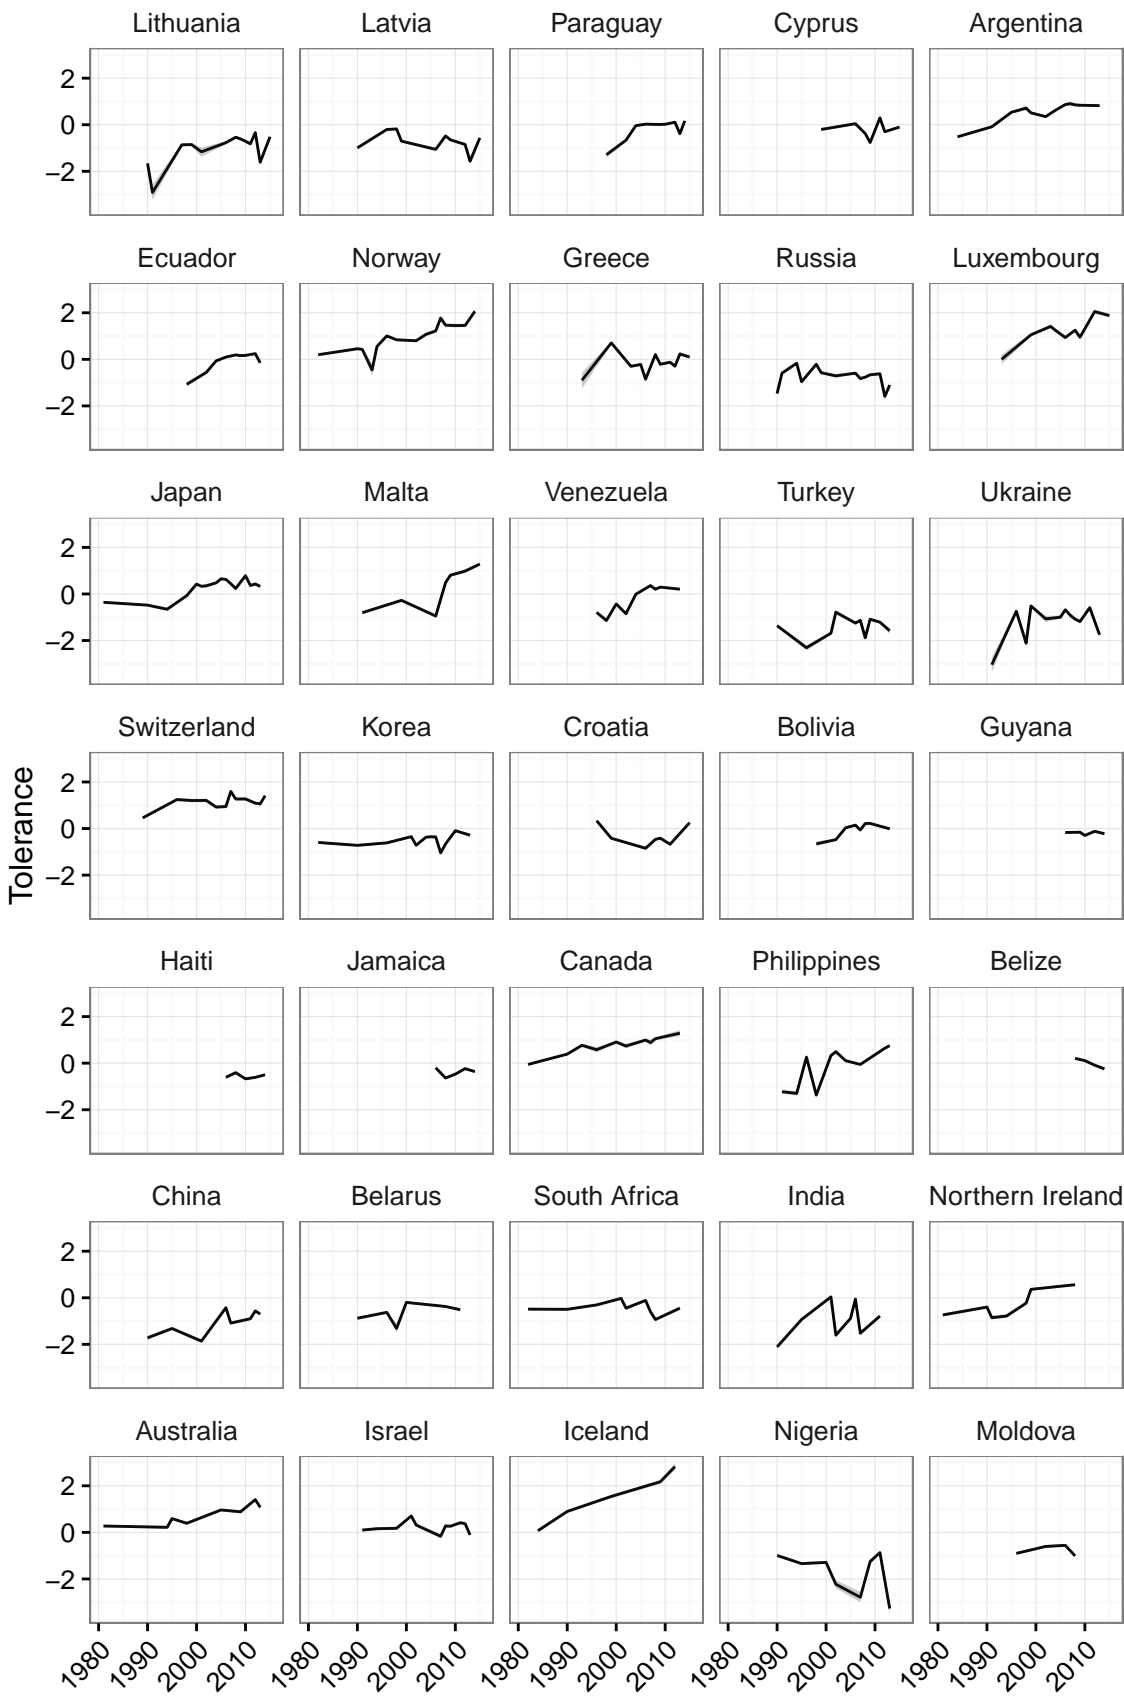 Lithuania Latvia Paraguay Cyprus Argentina
2
0
−2
Ecuador Norway Greece Russia Luxembourg
2
0
−2
Japan Malta Venezuela Turkey Ukraine
2
0
−2
Switzerland Korea Croatia Bolivia Guyana
2
0
−2
Tolerance
Haiti Jamaica Canada Philippines Belize
2
0
−2
China Belarus South Africa India Northern Ireland
2
0
−2
Australia Israel Iceland Nigeria Moldova
2
0
−2
1980 1990 2000 2010 1980 1990 2000 2010 1980 1990 2000 2010 1980 1990 2000 2010 1980 1990 2000 2010